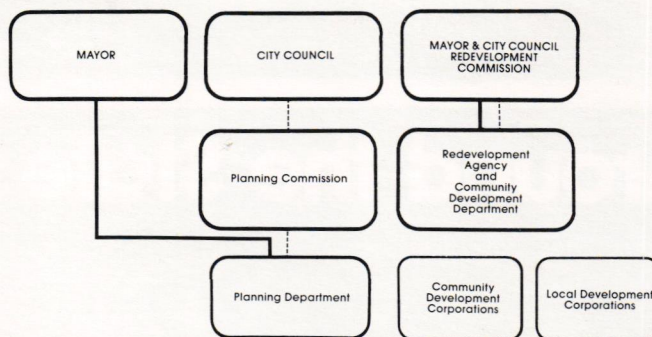 MAYOR
CITY COUNCIL
MAYOR & CITY COUNCIL
REDEVELOPMENT
COMMISSION
Planning Commission
Redevelopment
Agency
and
Community
Development
Department
Planning Department
Community
Development
Corporations
Local Development
Corporations